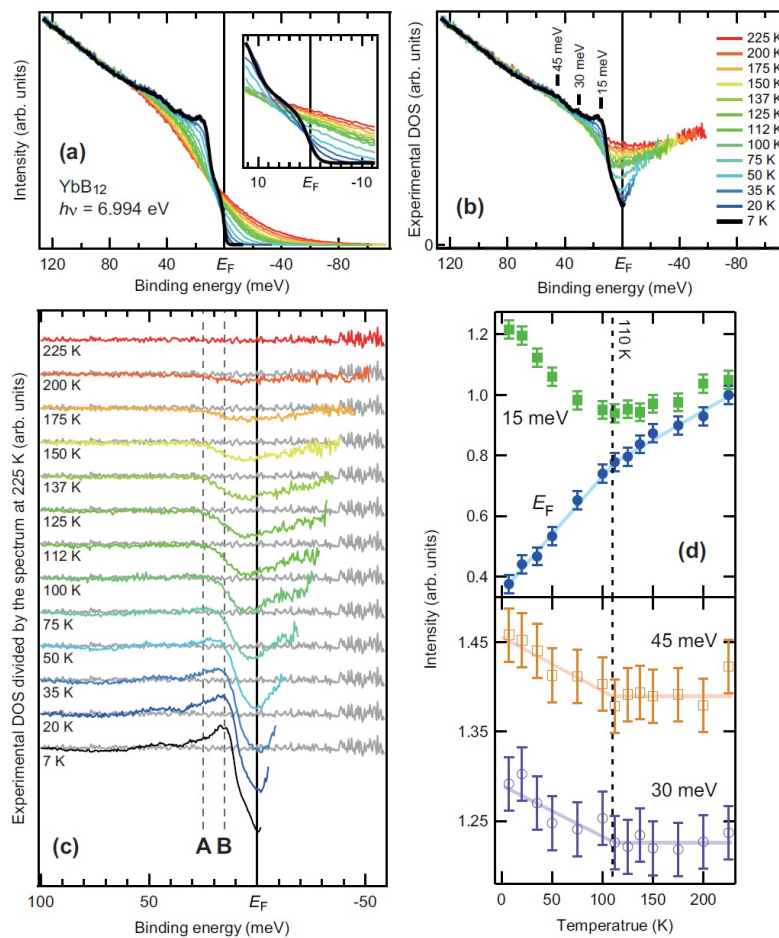 Intensity (arb. units)
(a)
YbB12
hν = 6.994 eV
10
EF
-10
120
80
40
EF
-40
-80
Binding energy (meV)
Experimental DOS (arb. units)
0
(b)
45 meV
30 meV
15 meV
225 K
200 K
175 K
150 K
137 K
125 K
112 K
100 K
75 K
50 K
35 K
20 K
7 K
120
80
40
EF
-40
-80
Binding energy (meV)
Experimental DOS divided by the spectrum at 225 K (arb. units)
225 K
200 K
175 K
150 K
137 K
125 K
112 K
100 K
75 K
50 K
35 K
20 K
7 K
(c)
A
B
100
50
EF
-50
Binding energy (meV)
Intensity (arb. units)
1.2
1.0
0.8
0.6
0.4
110 K
15 meV
EF
(d)
1.45
1.35
1.25
45 meV
30 meV
0
50
100
150
200
Temperatrue (K)